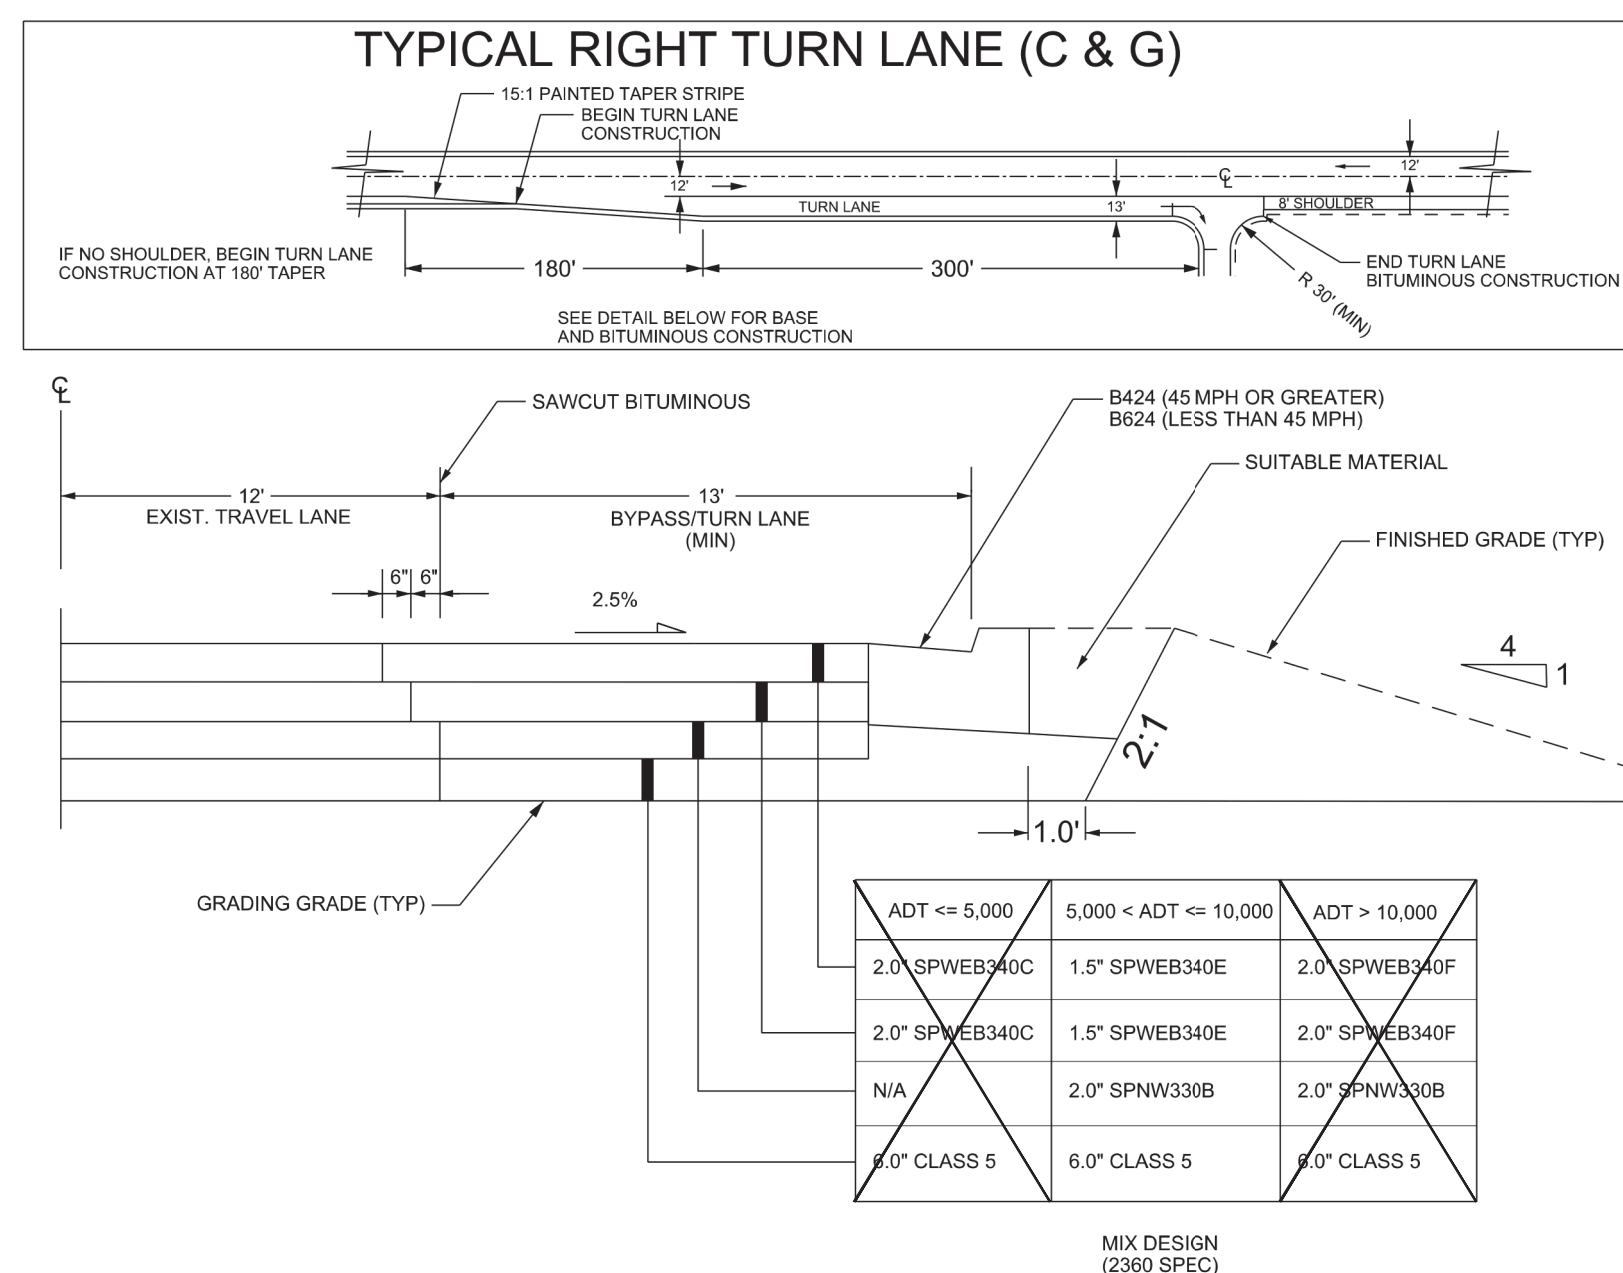 TYPICAL RIGHT TURN LANE (C & G)
15:1 PAINTED TAPER STRIPE
BEGIN TURN LANE
CONSTRUCTION
12'
12'
℄
TURN LANE
13'
8' SHOULDER
IF NO SHOULDER, BEGIN TURN LANE
CONSTRUCTION AT 180' TAPER
180'
300'
R 30' (MIN)
END TURN LANE
BITUMINOUS CONSTRUCTION
SEE DETAIL BELOW FOR BASE
AND BITUMINOUS CONSTRUCTION
℄
SAWCUT BITUMINOUS
B424 (45 MPH OR GREATER)
B624 (LESS THAN 45 MPH)
SUITABLE MATERIAL
12'
EXIST. TRAVEL LANE
13'
BYPASS/TURN LANE
(MIN)
FINISHED GRADE (TYP)
6" 6"
2.5%
4
1
2:1
1.0'
GRADING GRADE (TYP)
ADT <= 5,000 5,000 < ADT <= 10,000 ADT > 10,000
2.0" SPWEB340C 1.5" SPWEB340E 2.0" SPWEB340F
2.0" SPWEB340C 1.5" SPWEB340E 2.0" SPWEB340F
N/A 2.0" SPNW330B 2.0" SPNW330B
6.0" CLASS 5 6.0" CLASS 5 6.0" CLASS 5
MIX DESIGN
(2360 SPEC)